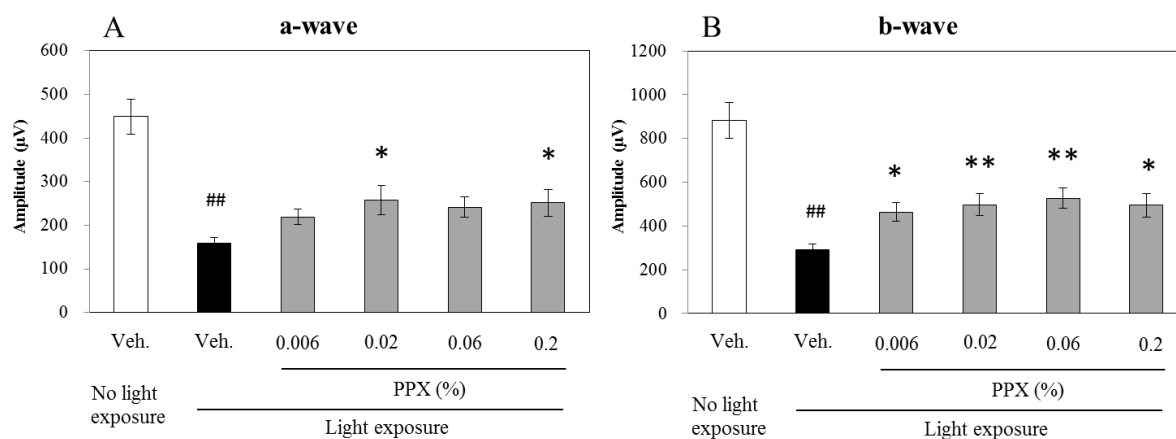 A
a-wave
600
500
400
300
200
100
0
Amplitude (µV)
##
*
*
Veh.
Veh.
0.006
0.02
0.06
0.2
PPX (%)
No light
exposure
Light exposure
B
b-wave
1200
1000
800
600
400
200
0
Amplitude (µV)
##
*
**
**
*
Veh.
Veh.
0.006
0.02
0.06
0.2
PPX (%)
No light
exposure
Light exposure